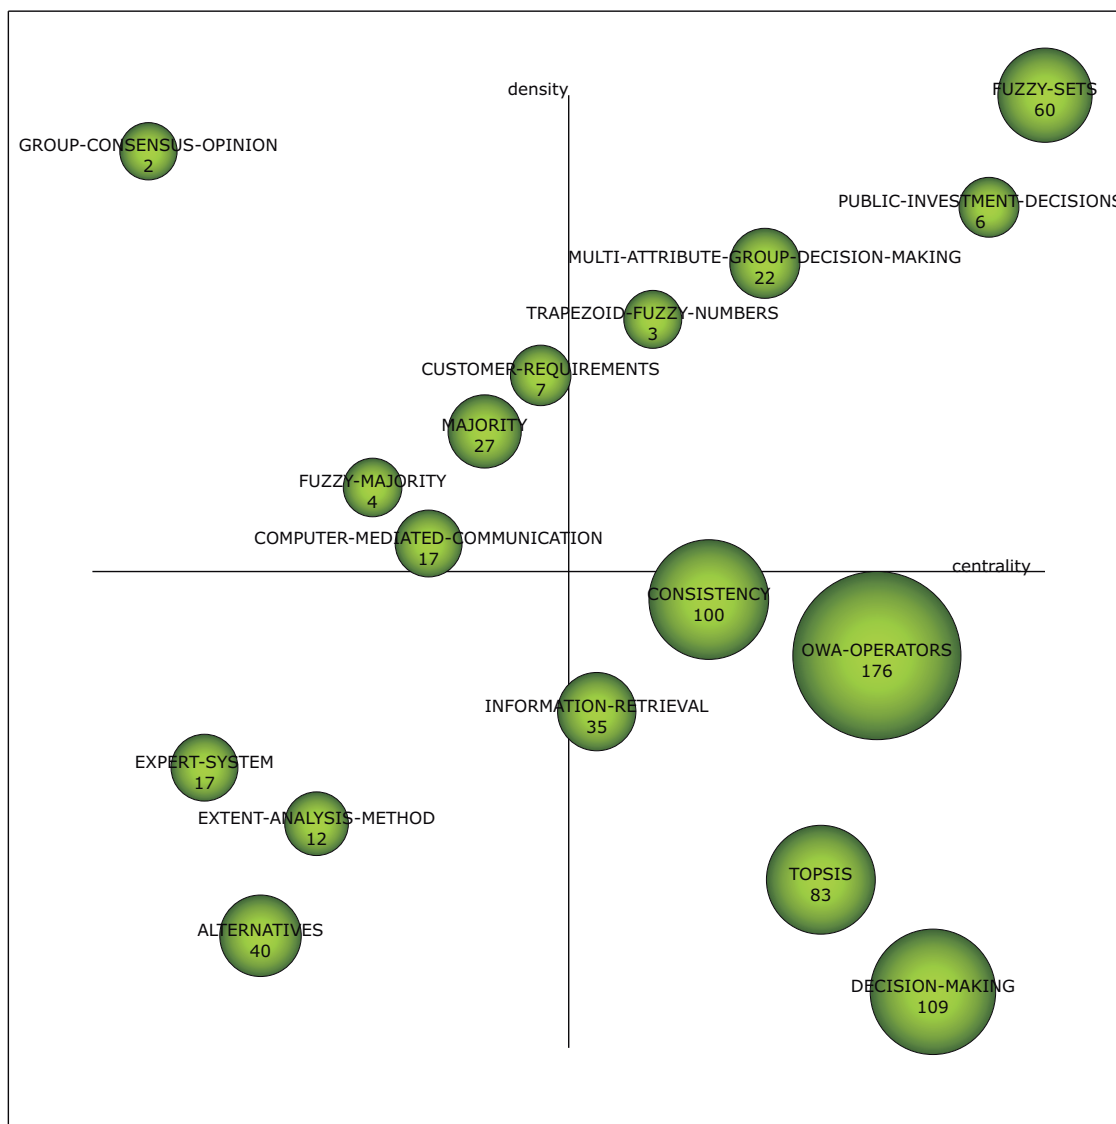 density
FUZZY-SETS
60
GROUP-CONSENSUS-OPINION
2
PUBLIC-INVESTMENT-DECISIONS
6
MULTI-ATTRIBUTE-GROUP-DECISION-MAKING
22
TRAPEZOID-FUZZY-NUMBERS
3
CUSTOMER-REQUIREMENTS
7
MAJORITY
27
FUZZY-MAJORITY
4
COMPUTER-MEDIATED-COMMUNICATION
17
centrality
CONSISTENCY
100
OWA-OPERATORS
176
INFORMATION-RETRIEVAL
35
EXPERT-SYSTEM
17
EXTENT-ANALYSIS-METHOD
12
TOPSIS
83
ALTERNATIVES
40
DECISION-MAKING
109